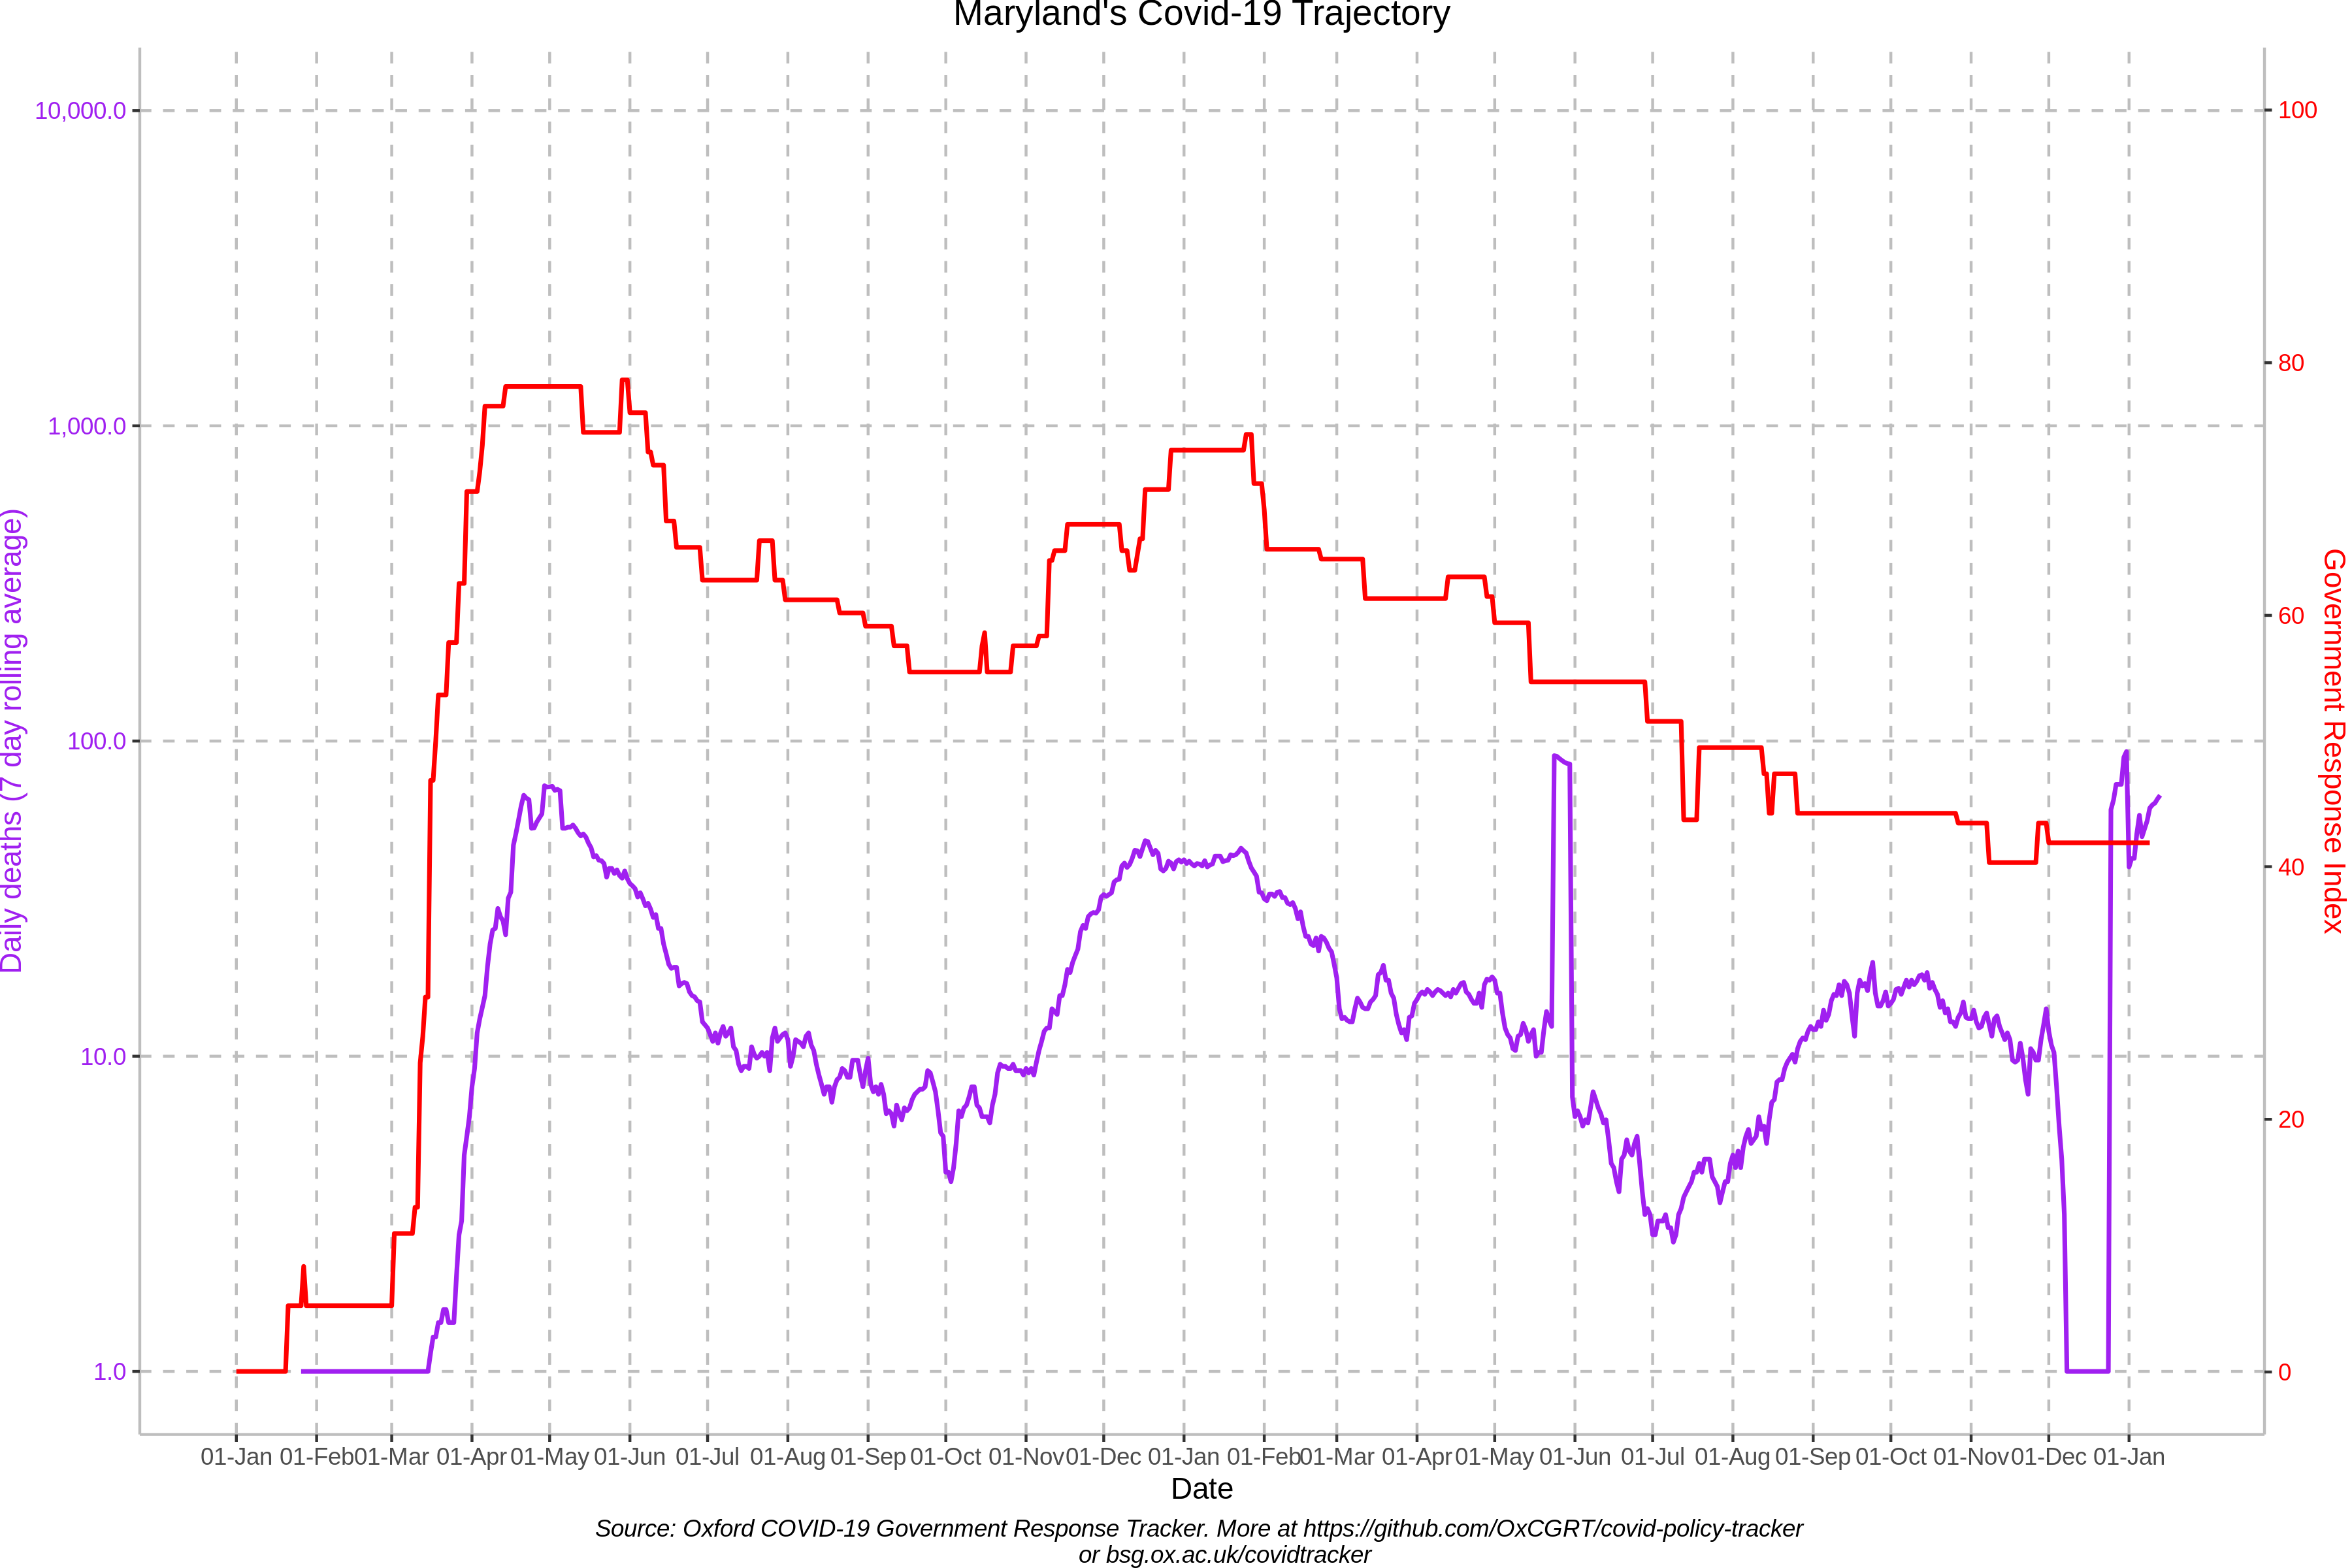 Maryland's Covid-19 Trajectory
10,000.0
1,000.0
100.0
10.0
1.0
Daily deaths (7 day rolling average)
100
80
60
40
20
0
Government Response Index
01-Jan 01-Feb 01-Mar 01-Apr 01-May 01-Jun 01-Jul 01-Aug 01-Sep 01-Oct 01-Nov 01-Dec 01-Jan 01-Feb 01-Mar 01-Apr 01-May 01-Jun 01-Jul 01-Aug 01-Sep 01-Oct 01-Nov 01-Dec 01-Jan
Date
Source: Oxford COVID-19 Government Response Tracker. More at https://github.com/OxCGRT/covid-policy-tracker
or bsg.ox.ac.uk/covidtracker